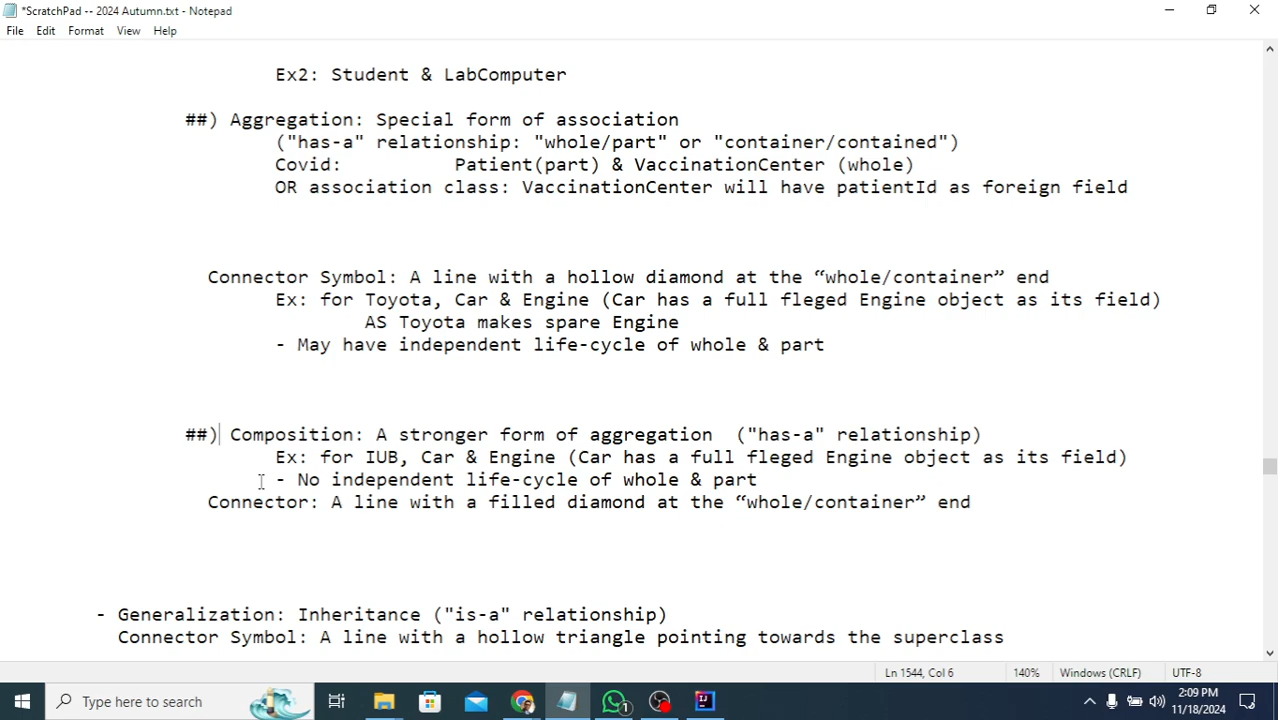 *ScratchPad -- 2024 Autumn.txt - Notepad
File Edit Format View Help
Ex2: Student & LabComputer
##) Aggregation: Special form of association
("has-a" relationship: "whole/part" or "container/contained")
Covid: Patient(part) & VaccinationCenter (whole)
OR association class: VaccinationCenter will have patientId as foreign field
Connector Symbol: A line with a hollow diamond at the “whole/container” end
Ex: for Toyota, Car & Engine (Car has a full fleged Engine object as its field)
AS Toyota makes spare Engine
- May have independent life-cycle of whole & part
##) Composition: A stronger form of aggregation ("has-a" relationship)
Ex: for IUB, Car & Engine (Car has a full fleged Engine object as its field)
- No independent life-cycle of whole & part
Connector: A line with a filled diamond at the “whole/container” end
- Generalization: Inheritance ("is-a" relationship)
Connector Symbol: A line with a hollow triangle pointing towards the superclass
Ln 1544, Col 6 140% Windows (CRLF) UTF-8
Type here to search
1
2:09 PM
11/18/2024